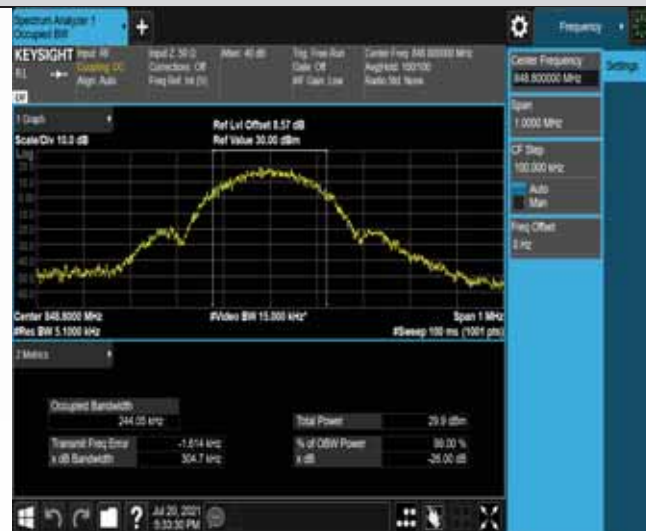 Spectrum Analyzer 1
Occupied BW
+
Frequency
KEYSIGHT
Input: RF
Coupling: DC
Align: Auto
Input Z: 50 Ω
Corrections: Off
Freq Ref: Int (S)
Atten: 40 dB
Trig: Free Run
Gate: Off
#IF Gain: Low
Center Freq: 848.800000 MHz
Avg|Hold: 100/100
Radio Std: None
Center Frequency
848.800000 MHz
Settings
Span
1.0000 MHz
CF Step
100.000 kHz
Auto
Man
Freq Offset
0 Hz
1 Graph
Scale/Div 10.0 dB
Ref Lvl Offset 8.57 dB
Ref Value 30.00 dBm
Log
Center 848.8000 MHz
#Res BW 5.1000 kHz
#Video BW 15.000 kHz*
Span 1 MHz
#Sweep 100 ms (1001 pts)
2 Metrics
Occupied Bandwidth
244.05 kHz
Total Power 29.9 dBm
Transmit Freq Error -1.614 kHz
% of OBW Power 99.00 %
x dB Bandwidth 304.7 kHz
x dB -26.00 dB
?
Jul 20, 2021
5:33:30 PM